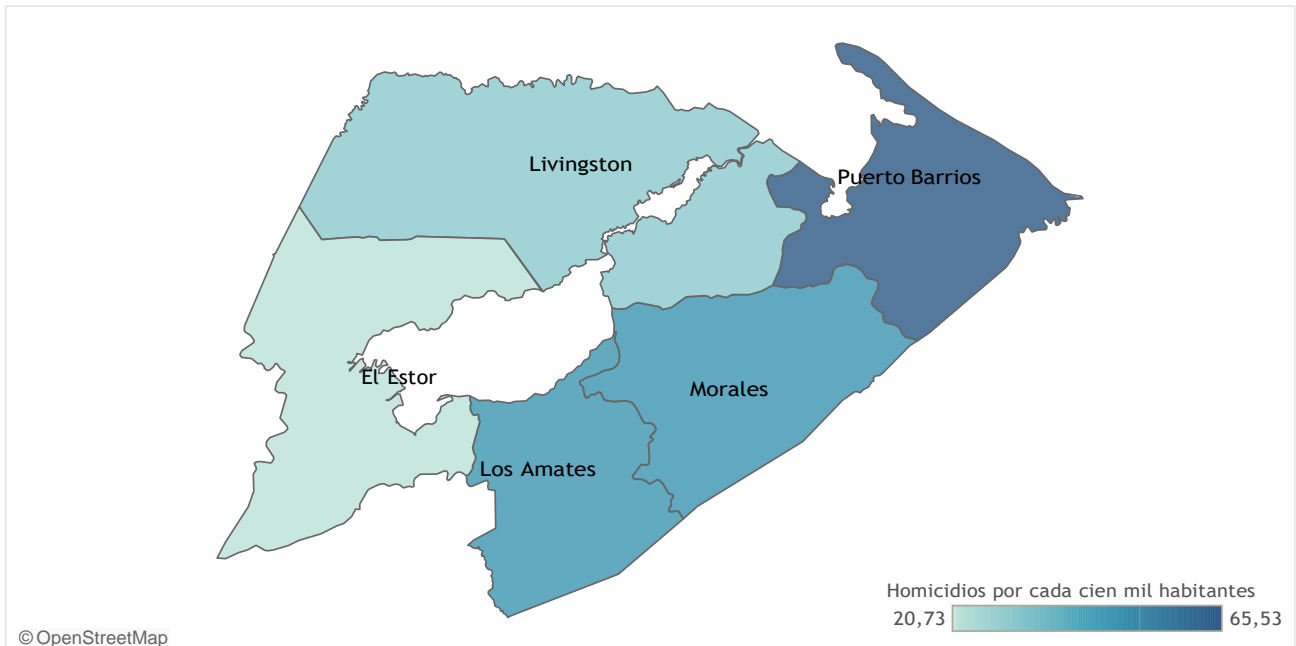 Livingston
Puerto Barrios
El Estor
Morales
Los Amates
Homicidios por cada cien mil habitantes
20,73 65,53
© OpenStreetMap